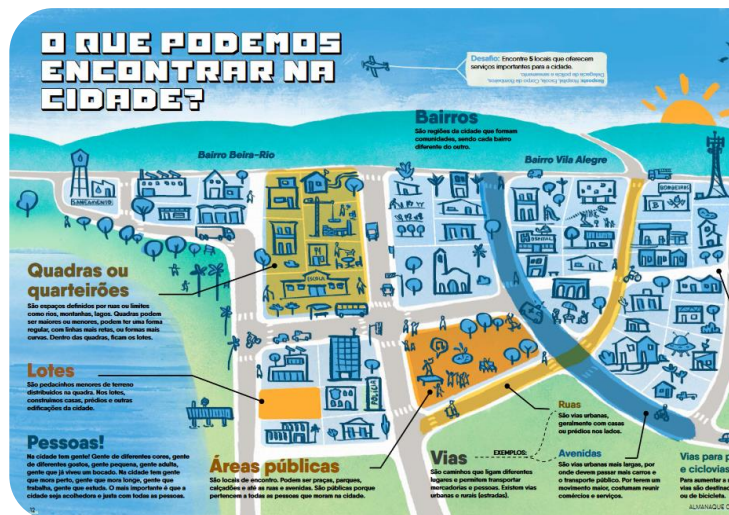 O QUE PODEMOS
ENCONTRAR NA
CIDADE?
Desafio: Encontre 5 locais que oferecem
serviços importantes para a cidade.
Resposta: Hospital, Escola, Corpo de Bombeiros,
Delegacia de polícia e saneamento.
Bairros
São regiões da cidade que formam
comunidades, sendo cada bairro
diferente do outro.
Bairro Beira-Rio
Bairro Vila Alegre
SANEAMENTO
ESCOLA
POLÍCIA
Quadras ou
quarteirões
São espaços definidos por ruas ou limites
como rios, montanhas, lagos. Quadras podem
ser maiores ou menores, podem ter uma forma
regular, com linhas mais retas, ou formas mais
curvas. Dentro das quadras, ficam os lotes.
Lotes
São pedacinhos menores de terreno
distribuídos na quadra. Nos lotes,
construímos casas, prédios e outras
edificações da cidade.
Pessoas!
Na cidade tem gente! Gente de diferentes cores, gente
de diferentes gostos, gente pequena, gente adulta,
gente que já viveu um bocado. Na cidade tem gente
que mora perto, gente que mora longe, gente que
trabalha, gente que estuda. O mais importante é que a
cidade seja acolhedora e justa com todas as pessoas.
12
Áreas públicas
São locais de encontro. Podem ser praças, parques,
calçadões e até as ruas e avenidas. São públicas porque
pertencem a todas as pessoas que moram na cidade.
Vias
São caminhos que ligam diferentes
lugares e permitem transportar
mercadorias e pessoas. Existem vias
urbanas e rurais (estradas).
EXEMPLOS:
Ruas
São vias urbanas,
geralmente com casas
ou prédios nos lados.
Avenidas
São vias urbanas mais largas, por
onde devem passar mais carros e
o transporte público. Por terem um
movimento maior, costumam reunir
comércios e serviços.
Vias para p
e ciclovias
Para aumentar a
vias são destina
ou de bicicleta.
ALMANAQUE C